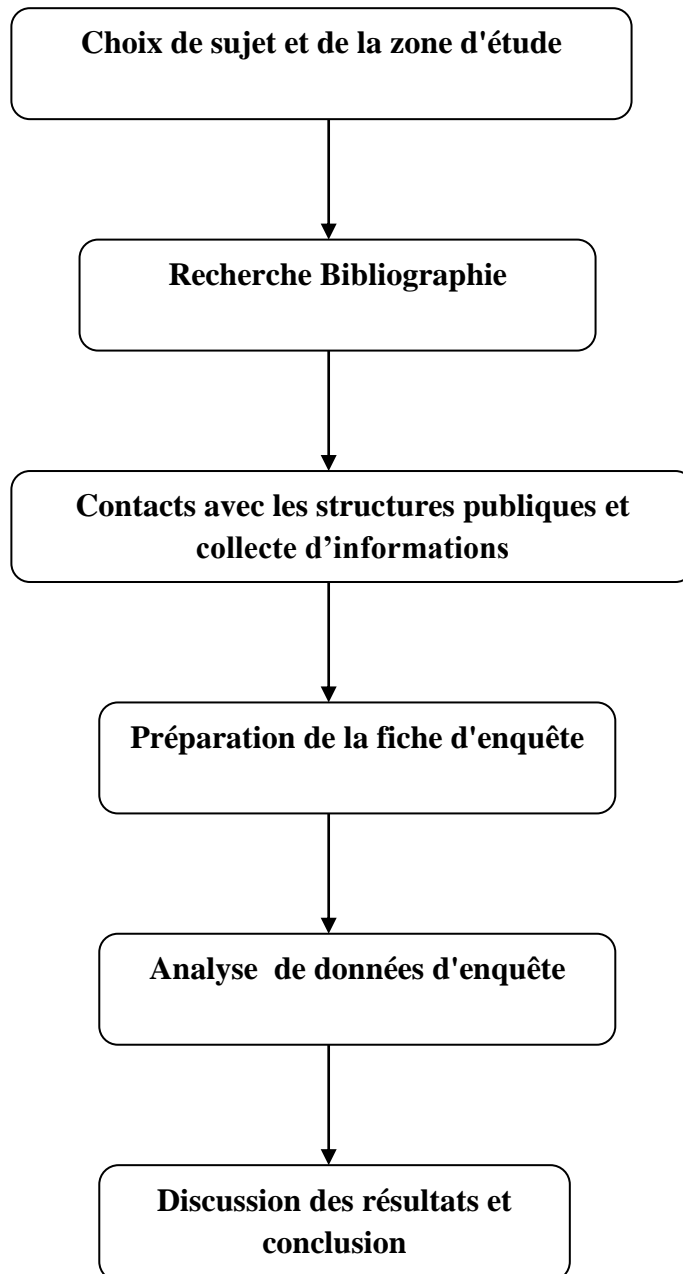 Choix de sujet et de la zone d'étude
Recherche Bibliographie
Contacts avec les structures publiques et
collecte d’informations
Préparation de la fiche d'enquête
Analyse  de données d'enquête
Discussion des résultats et
conclusion